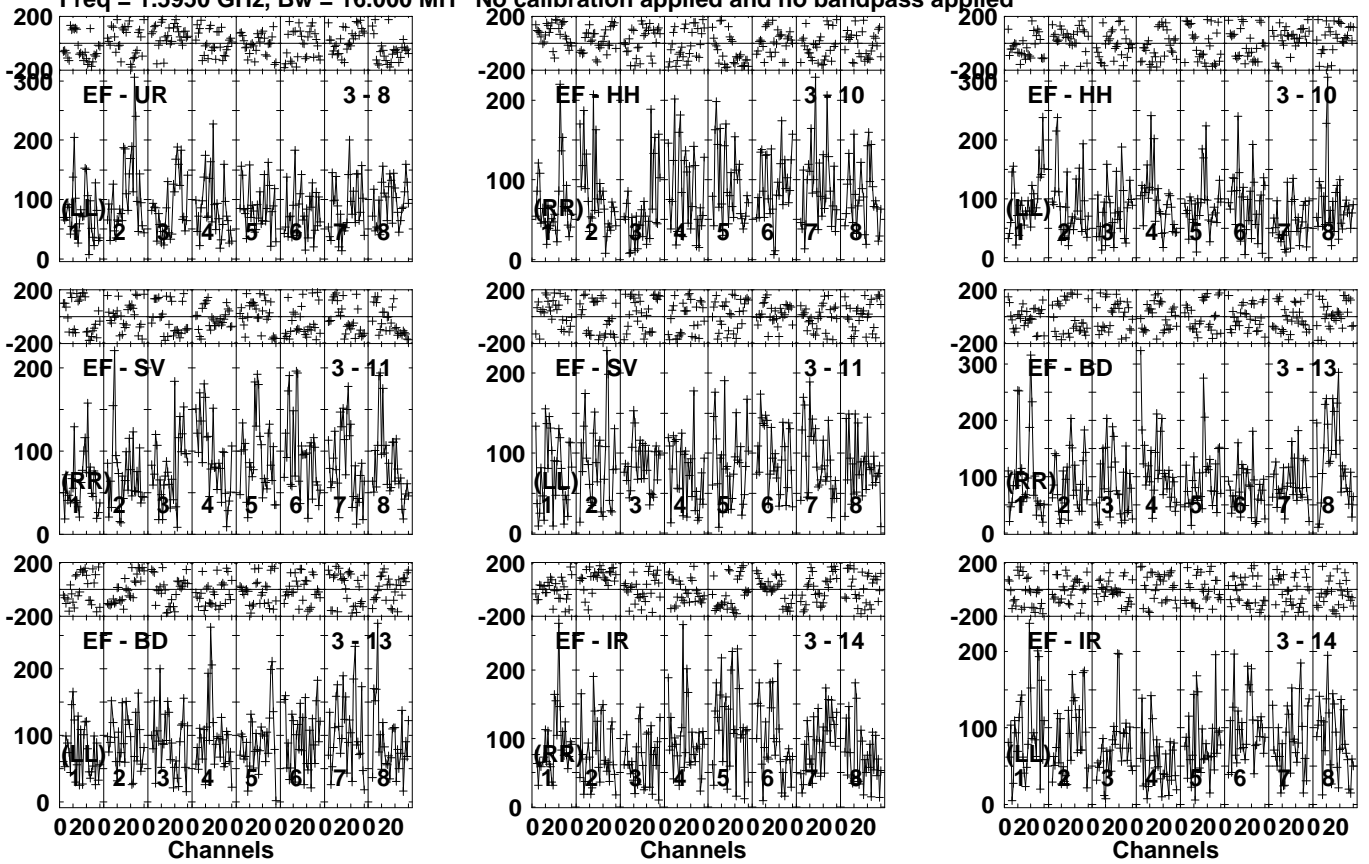 Freq = 1.5950 GHz, Bw = 16.000 MH No calibration applied and no bandpass applied
200 200 200
-200 -200 -200
300 EF - UR 3 - 8 EF - HH 3 - 10 300 EF - HH 3 - 10
200 200 200
100 100 100
(LL) (RR) (LL)
1 2 3 4 5 6 7 8 1 2 3 4 5 6 7 8 1 2 3 4 5 6 7 8
0 0 0
200 200 200
-200 -200 -200
EF - SV 3 - 11 EF - SV 3 - 11 300 EF - BD 3 - 13
200 200 200
100 100 100
(RR) (LL) (RR)
1 2 3 4 5 6 7 8 1 2 3 4 5 6 7 8 1 2 3 4 5 6 7 8
0 0 0
200 200 200
-200 -200 -200
EF - BD 3 - 13 EF - IR 3 - 14 EF - IR 3 - 14
200 200 200
100 100 100
(LL) (RR) (LL)
1 2 3 4 5 6 7 8 1 2 3 4 5 6 7 8 1 2 3 4 5 6 7 8
0 0 0
0 20 0 20 0 20 0 20 0 20 0 20 0 20 0 20 0 20 0 20 0 20 0 20 0 20 0 20 0 20 0 20 0 20 0 20 0 20 0 20 0 20 0 20 0 20 0 20
Channels Channels Channels